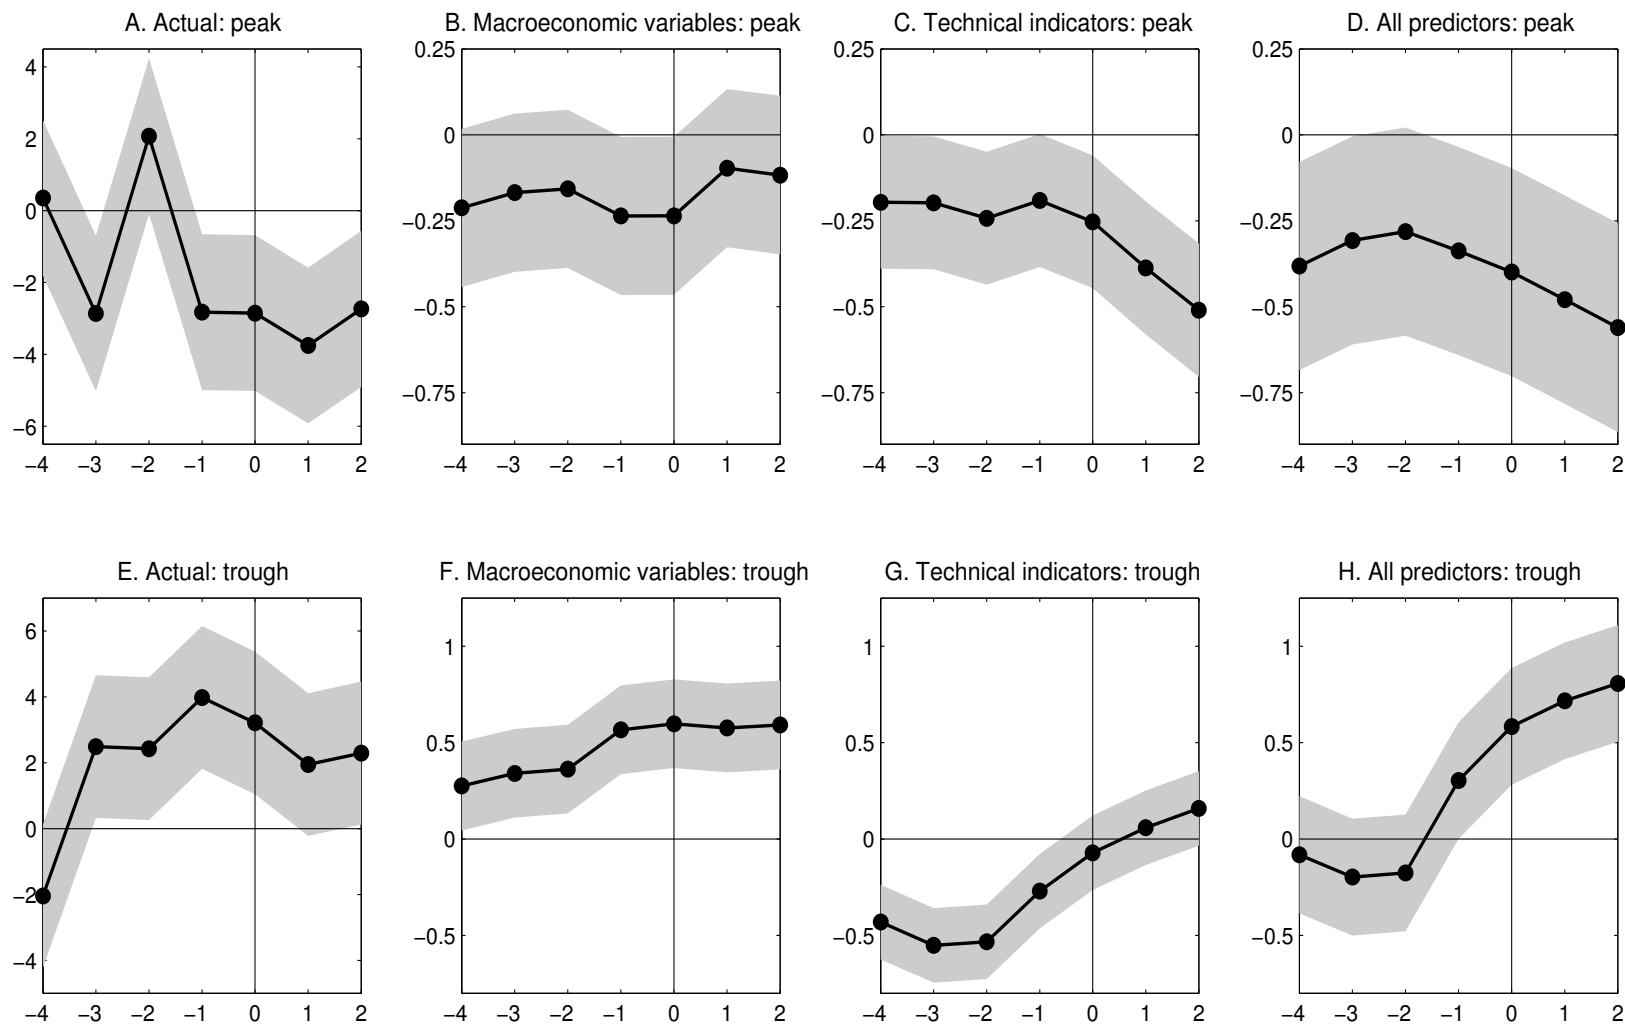 A. Actual: peak
B. Macroeconomic variables: peak
C. Technical indicators: peak
D. All predictors: peak
4
2
0
−2
−4
−6
−4 −3 −2 −1 0 1 2
0.25
0
−0.25
−0.5
−0.75
−4 −3 −2 −1 0 1 2
0.25
0
−0.25
−0.5
−0.75
−4 −3 −2 −1 0 1 2
0.25
0
−0.25
−0.5
−0.75
−4 −3 −2 −1 0 1 2
E. Actual: trough
F. Macroeconomic variables: trough
G. Technical indicators: trough
H. All predictors: trough
6
4
2
0
−2
−4
−4 −3 −2 −1 0 1 2
1
0.5
0
−0.5
−4 −3 −2 −1 0 1 2
1
0.5
0
−0.5
−4 −3 −2 −1 0 1 2
1
0.5
0
−0.5
−4 −3 −2 −1 0 1 2